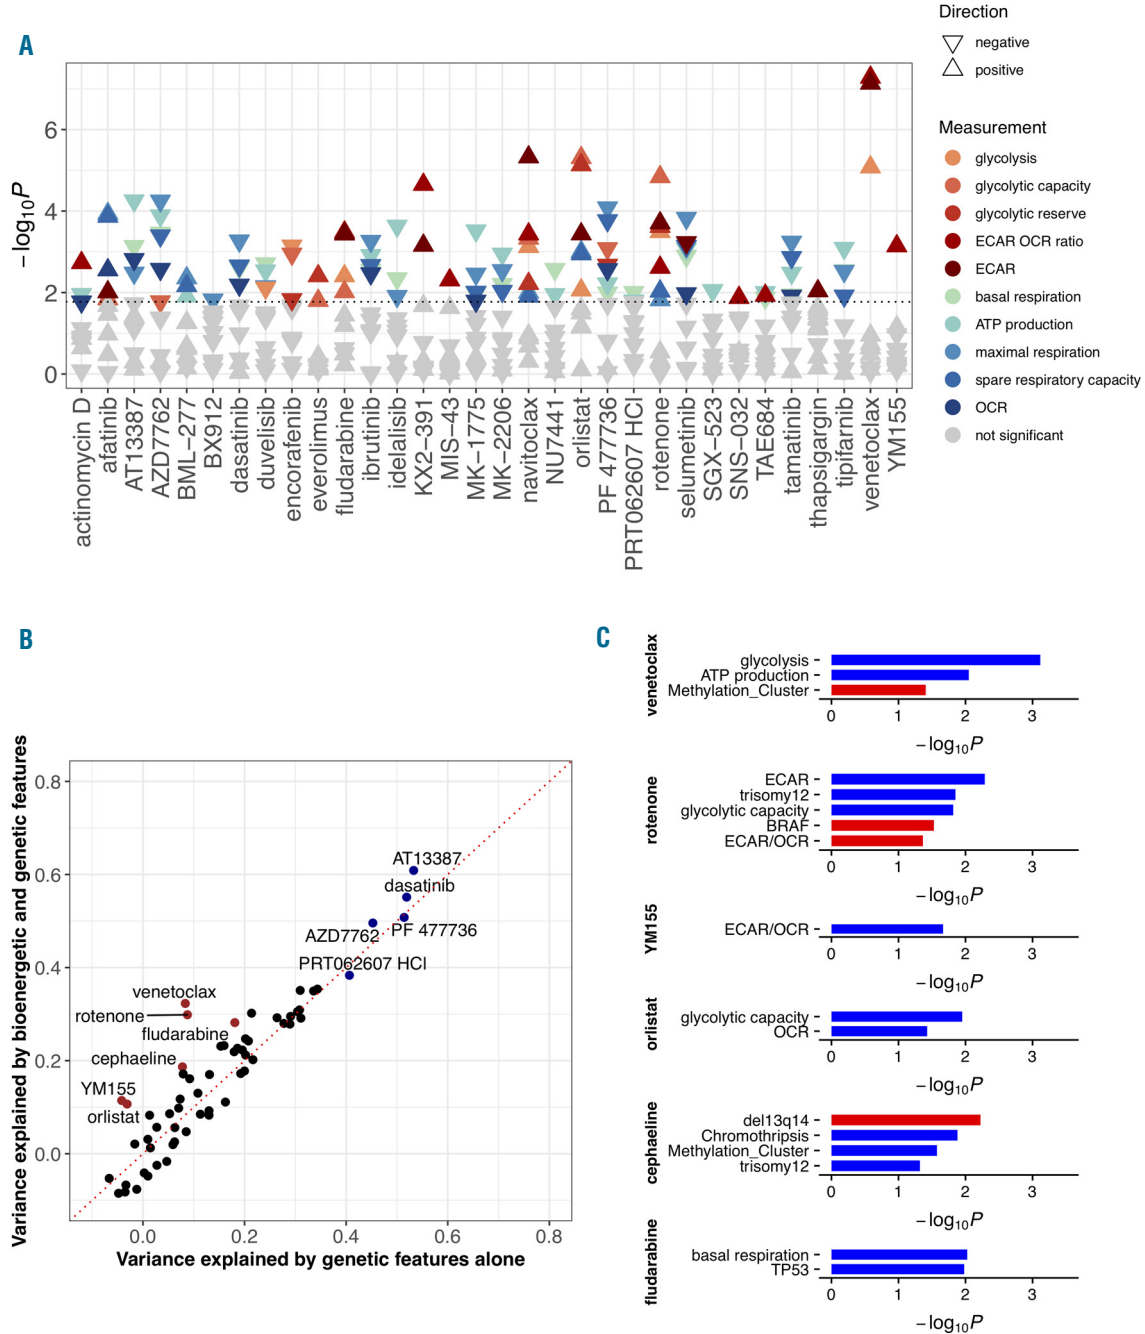 A
Direction
negative
positive
Measurement
glycolysis
glycolytic capacity
glycolytic reserve
ECAR OCR ratio
ECAR
basal respiration
ATP production
maximal respiration
spare respiratory capacity
OCR
not significant
−log10P
6
4
2
0
actinomycin D
afatinib
AT13387
AZD7762
BML−277
BX912
dasatinib
duvelisib
encorafenib
everolimus
fludarabine
ibrutinib
idelalisib
KX2−391
MIS−43
MK−1775
MK−2206
navitoclax
NU7441
orlistat
PF 477736
PRT062607 HCl
rotenone
selumetinib
SGX−523
SNS−032
TAE684
tamatinib
thapsigargin
tipifarnib
venetoclax
YM155
B
Variance explained by bioenergetic and genetic features
0.8
0.6
0.4
0.2
0.0
AT13387
dasatinib
AZD7762
PF 477736
PRT062607 HCl
venetoclax
rotenone
fludarabine
cephaeline
YM155
orlistat
0.0 0.2 0.4 0.6 0.8
Variance explained by genetic features alone
C
venetoclax
glycolysis
ATP production
Methylation_Cluster
0 1 2 3
−log10P
rotenone
ECAR
trisomy12
glycolytic capacity
BRAF
ECAR/OCR
0 1 2 3
−log10P
YM155
ECAR/OCR
0 1 2 3
−log10P
orlistat
glycolytic capacity
OCR
0 1 2 3
−log10P
cephaeline
del13q14
Chromothripsis
Methylation_Cluster
trisomy12
0 1 2 3
−log10P
fludarabine
basal respiration
TP53
0 1 2 3
−log10P